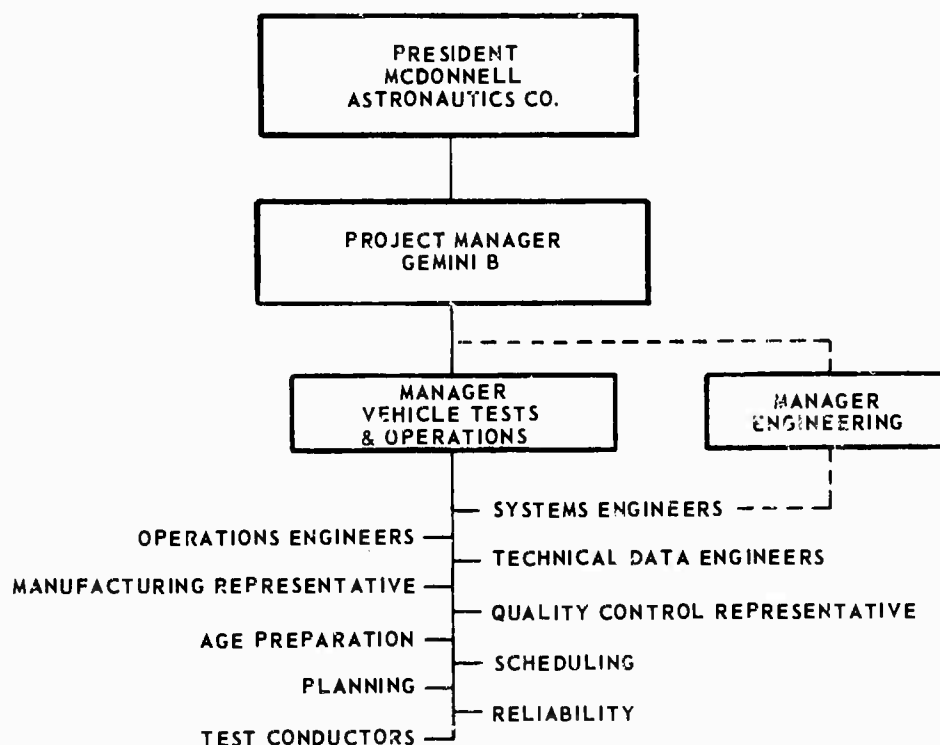 PRESIDENT
MCDONNELL
ASTRONAUTICS CO.
PROJECT MANAGER
GEMINI B
MANAGER
VEHICLE TESTS
& OPERATIONS
MANAGER
ENGINEERING
SYSTEMS ENGINEERS
OPERATIONS ENGINEERS
TECHNICAL DATA ENGINEERS
MANUFACTURING REPRESENTATIVE
QUALITY CONTROL REPRESENTATIVE
AGE PREPARATION
SCHEDULING
PLANNING
RELIABILITY
TEST CONDUCTORS